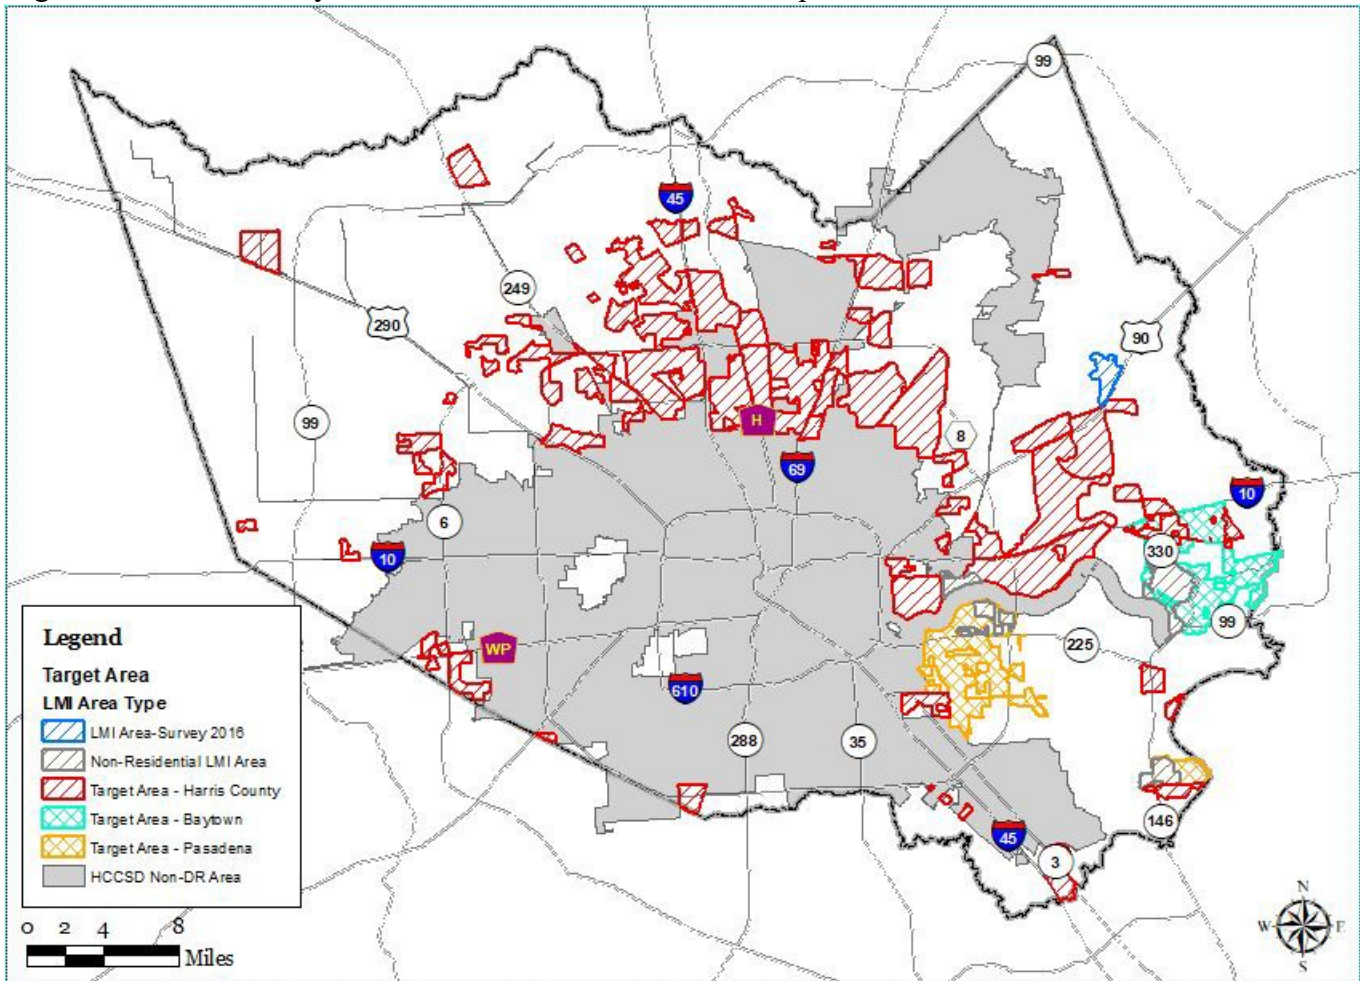 99
45
249
290
90
99
H
8
69
10
6
10
330
99
225
WP
610
288
35
146
45
3
Legend
Target Area
LMI Area Type
LMI Area-Survey 2016
Non-Residential LMI Area
Target Area - Harris County
Target Area - Baytown
Target Area - Pasadena
HCCSD Non-DR Area
0 2 4 8
Miles
N
W E
S